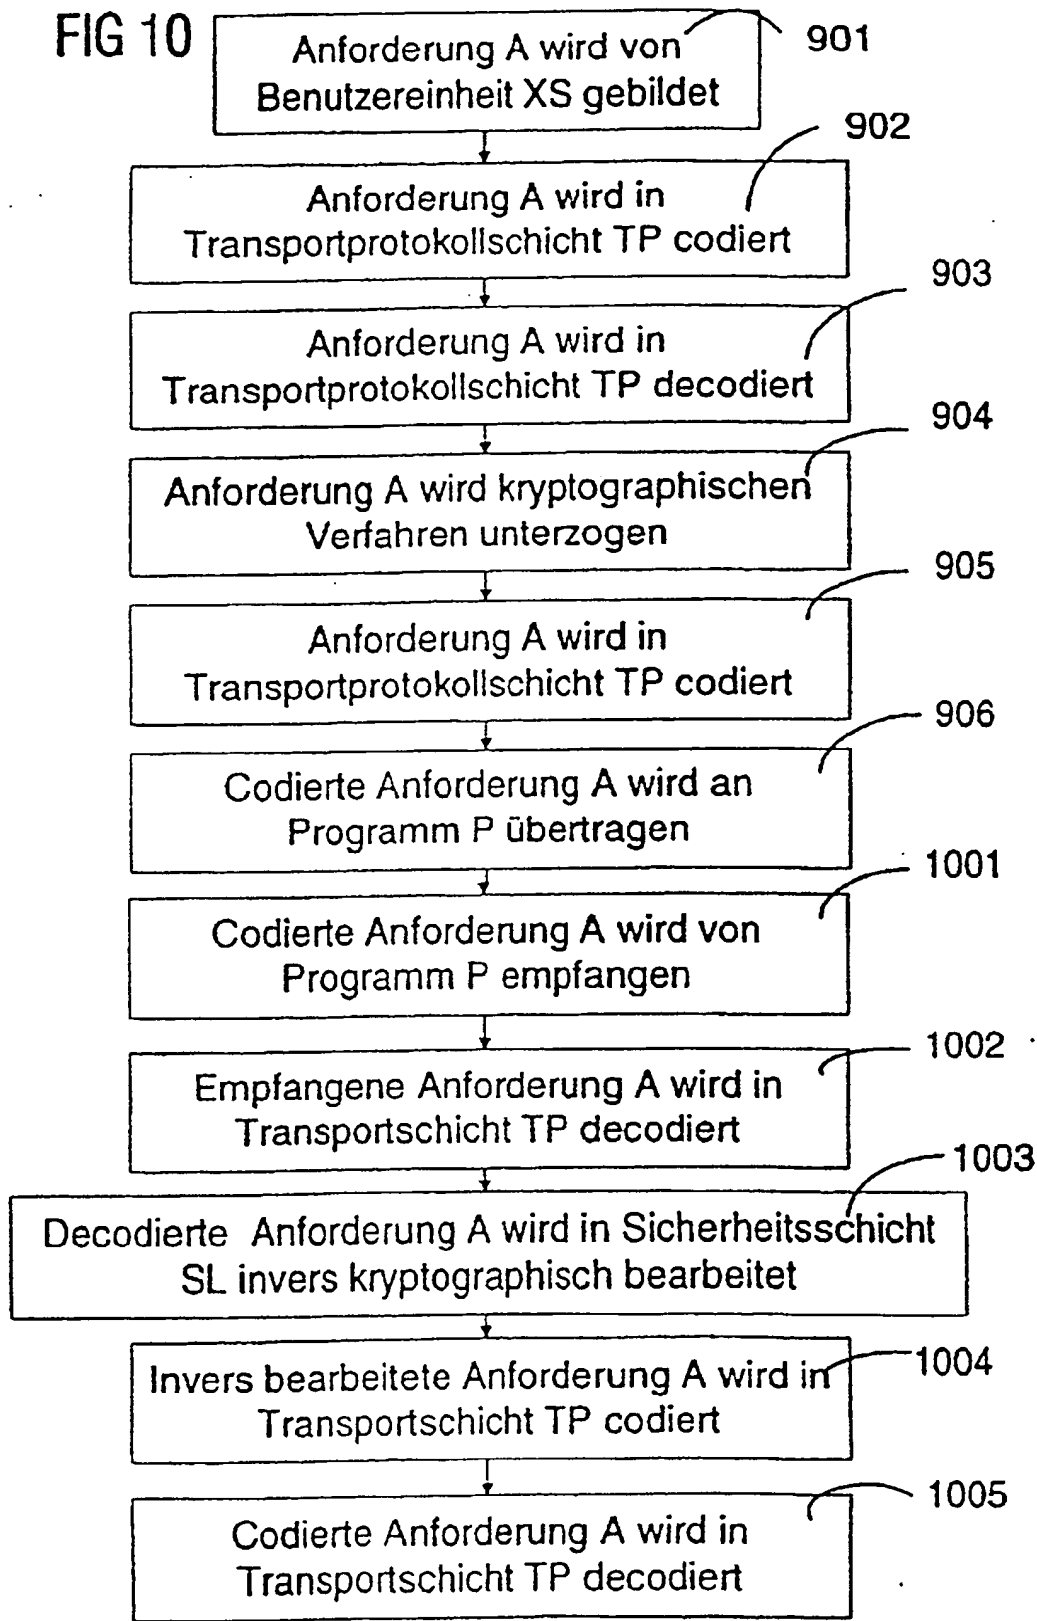 FIG 10
Anforderung A wird von
Benutzereinheit XS gebildet
901
902
Anforderung A wird in
Transportprotokollschicht TP codiert
903
Anforderung A wird in
Transportprotokollschicht TP decodiert
904
Anforderung A wird kryptographischen
Verfahren unterzogen
905
Anforderung A wird in
Transportprotokollschicht TP codiert
906
Codierte Anforderung A wird an
Programm P übertragen
1001
Codierte Anforderung A wird von
Programm P empfangen
1002
Empfangene Anforderung A wird in
Transportschicht TP decodiert
1003
Decodierte Anforderung A wird in Sicherheitsschicht
SL invers kryptographisch bearbeitet
1004
Invers bearbeitete Anforderung A wird in
Transportschicht TP codiert
1005
Codierte Anforderung A wird in
Transportschicht TP decodiert